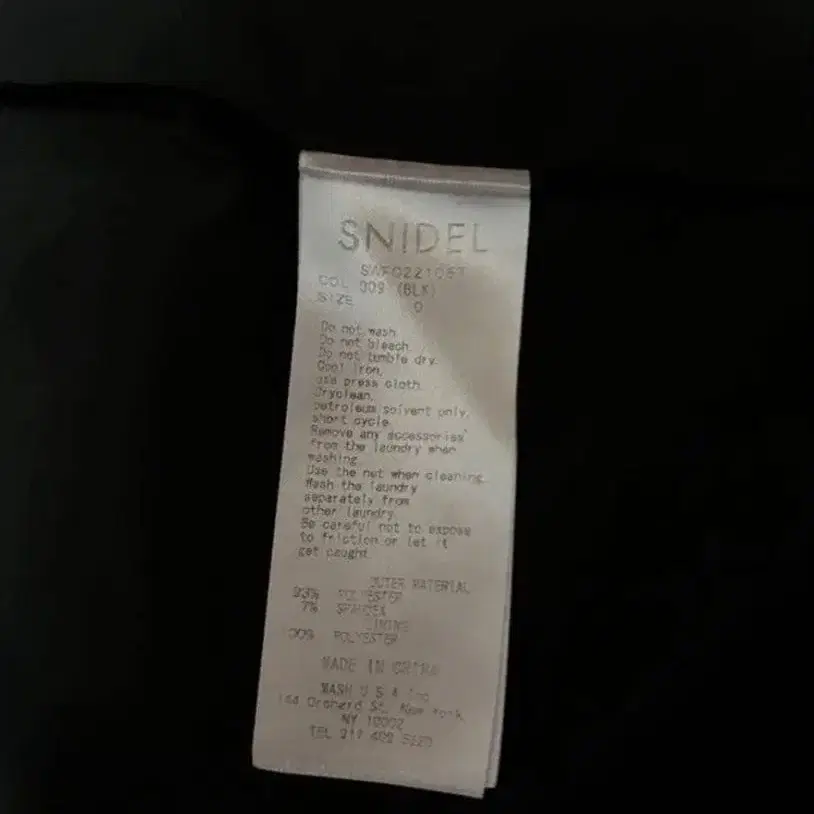 SNIDEL
SWFO221057
COL 009 (BLK)
SIZE 0
Do not wash.
Do not bleach.
Do not tumble dry.
Cool iron.
use press cloth.
Dryclean.
petroleum solvent only.
short cycle
Remove any accessories
from the laundry when
washing.
Use the net when cleaning.
Wash the laundry
separately from
other laundry.
Be careful not to expose
to friction or let it
get caught.
OUTER MATERIAL
93% POLYESTER
7% SPANDEX
LINING
100% POLYESTER
MADE IN CHINA
MASH U S A Inc
Orchard St. New York,
NY 10002
TEL